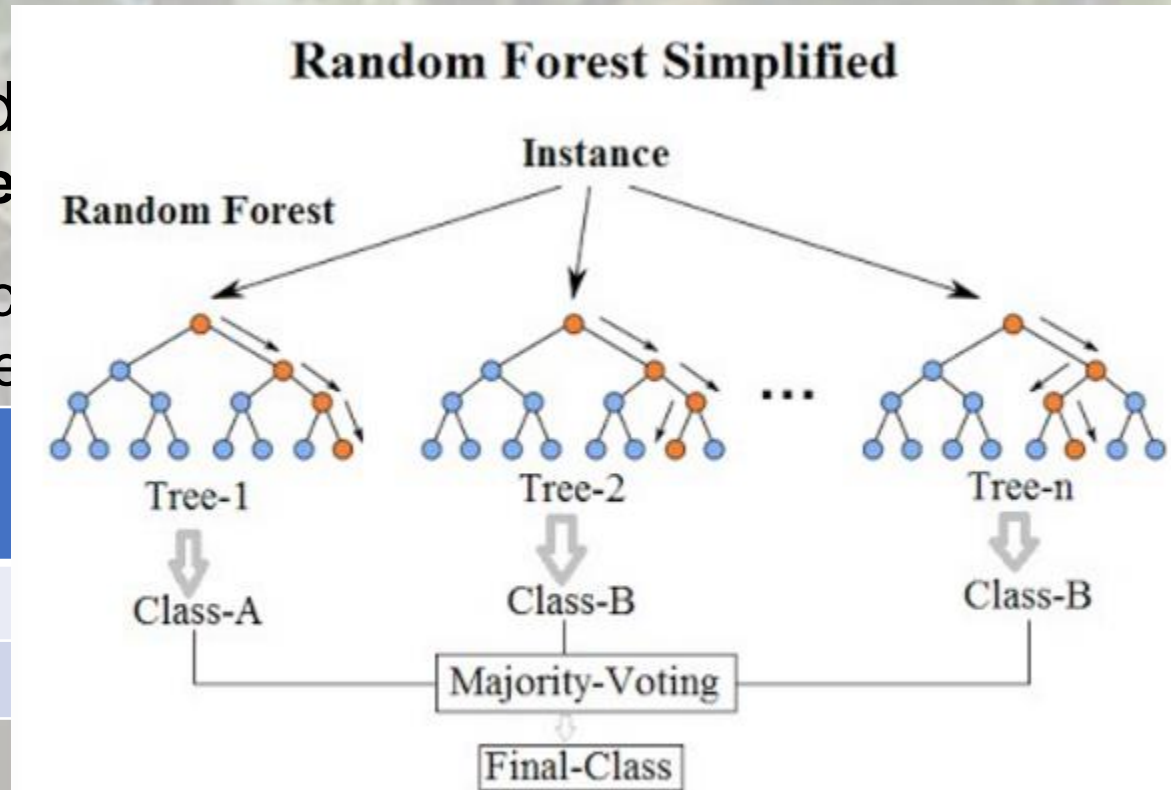 Random Forest Simplified
Instance
Random Forest
...
Tree-1 Tree-2 Tree-n
Class-A Class-B Class-B
Majority-Voting
Final-Class